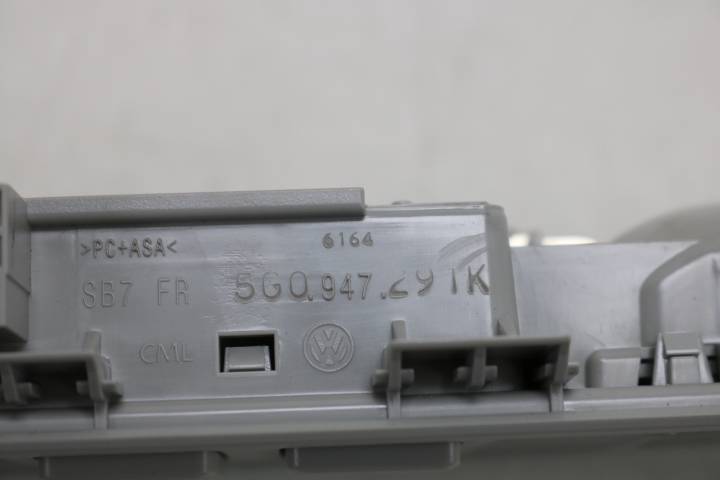 >PC+ASA< 6164
SB7 FR 5G0.947.291K
CML